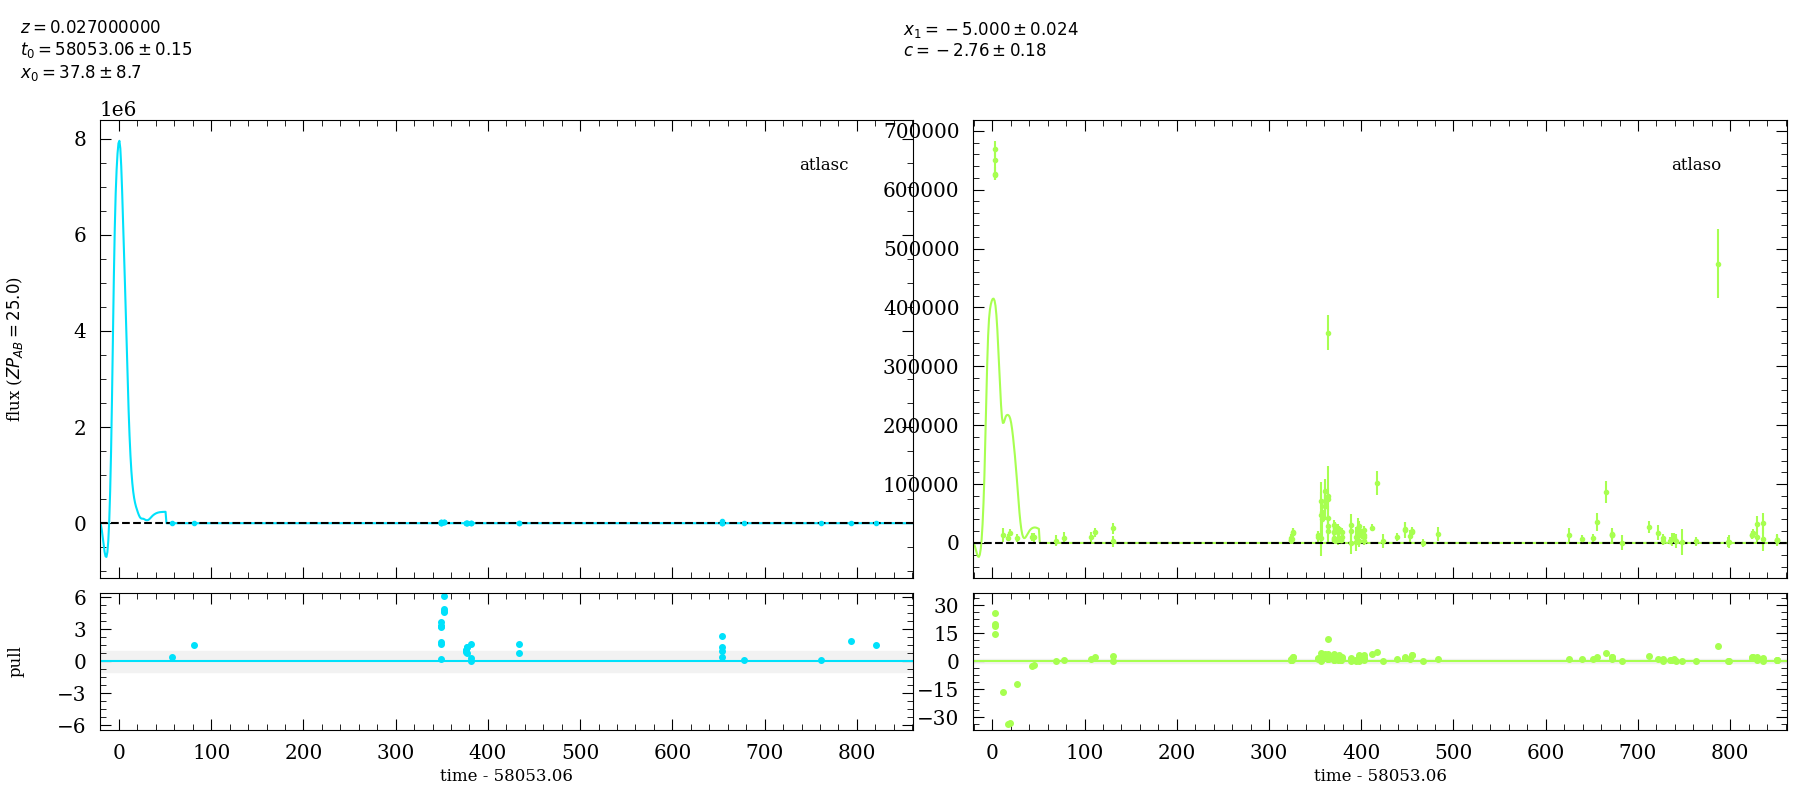 z = 0.027000000
t₀ = 58053.06 ± 0.15
x₀ = 37.8 ± 8.7
x₁ = −5.000 ± 0.024
c = −2.76 ± 0.18
1e6
atlasc
8
6
4
2
0
flux (ZP_AB = 25.0)
atlaso
700000
600000
500000
400000
300000
200000
100000
0
6
3
0
−3
−6
pull
0 100 200 300 400 500 600 700 800
time - 58053.06
30
15
0
−15
−30
0 100 200 300 400 500 600 700 800
time - 58053.06